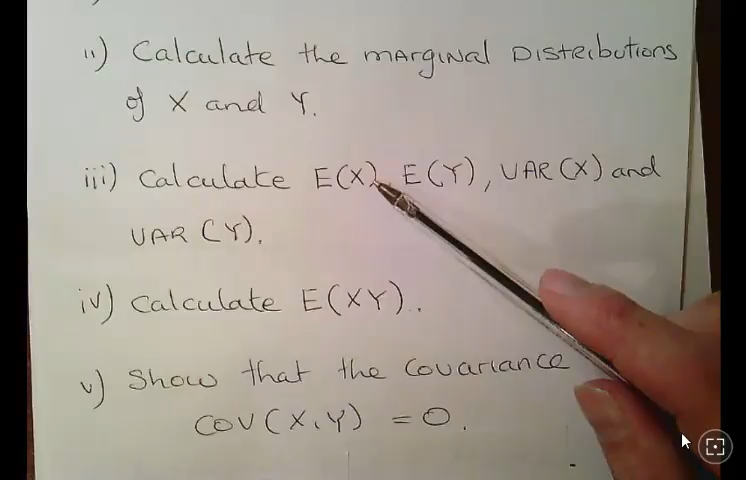 ii) Calculate the marginal Distributions
of X and Y.
iii) Calculate E(X), E(Y), VAR(X) and
VAR(Y).
iv) Calculate E(XY).
v) Show that the Covariance
COV(X,Y) = 0.